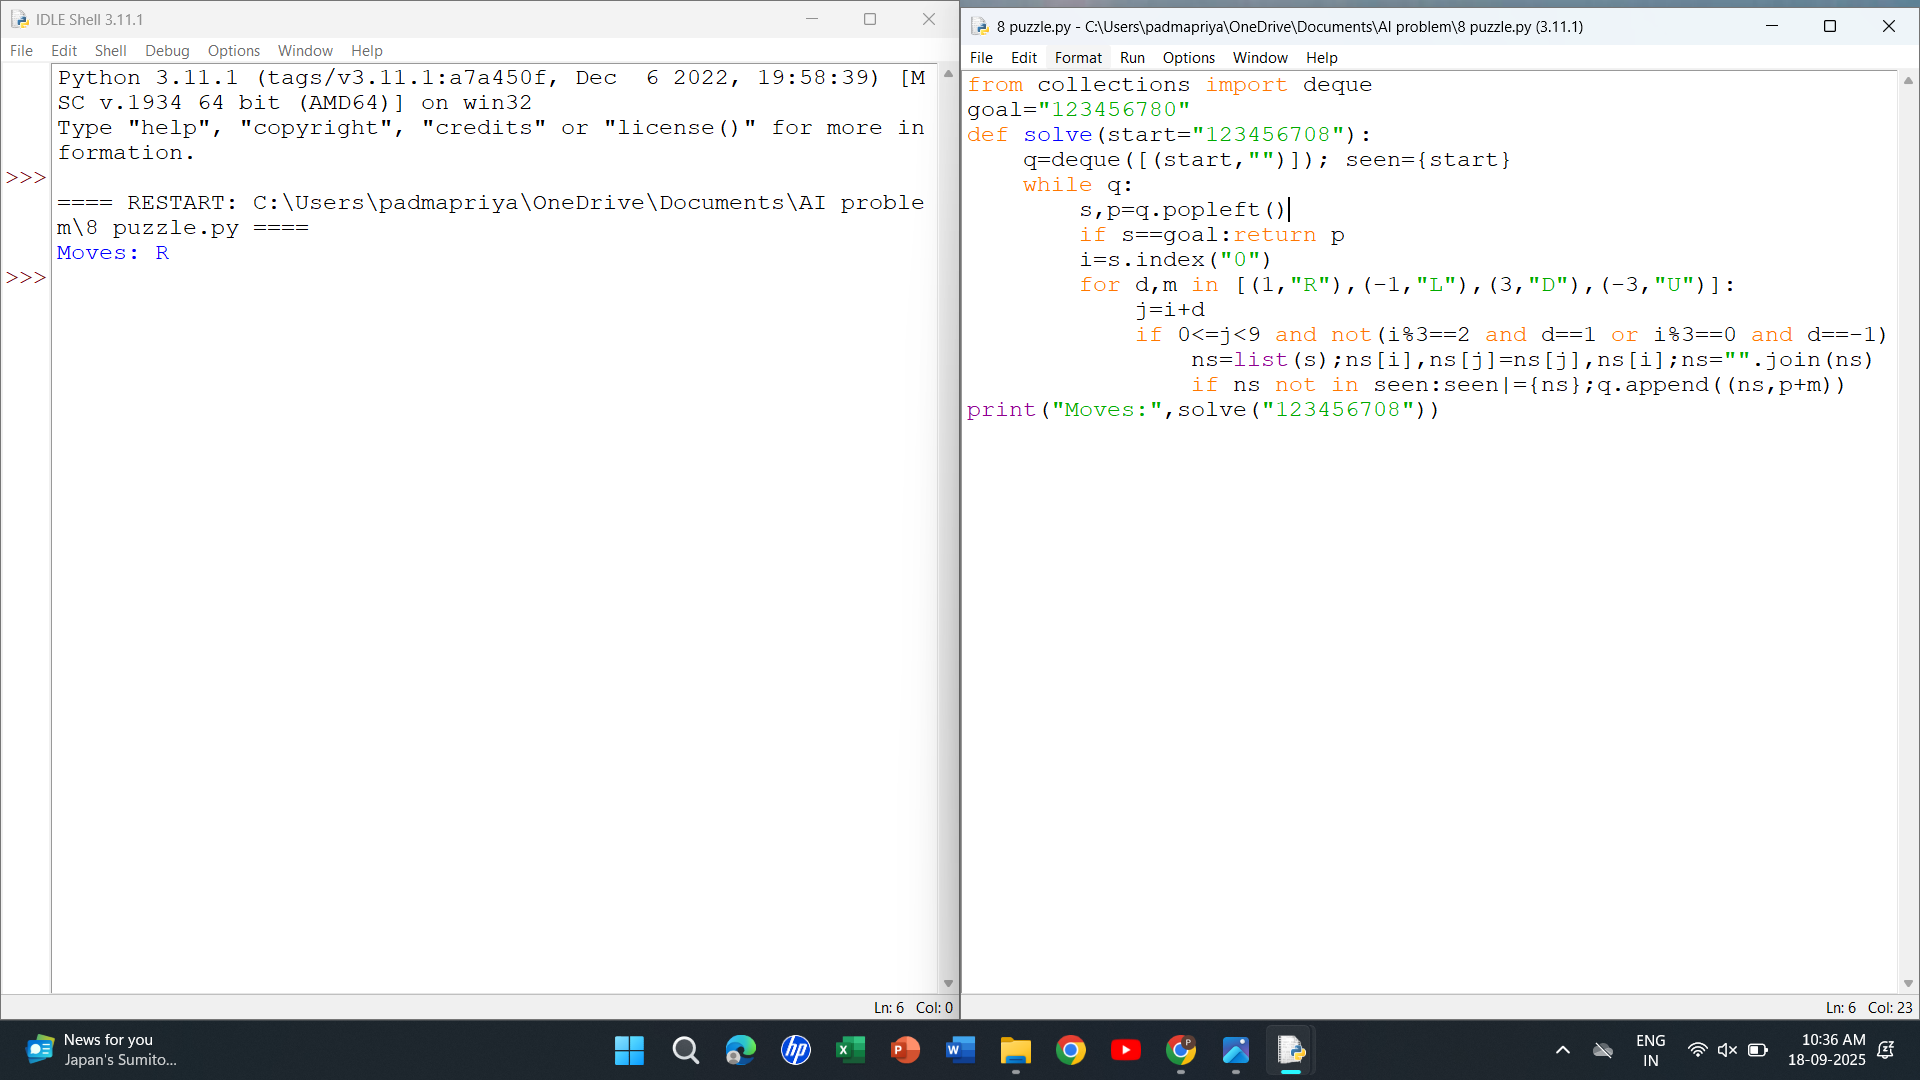 IDLE Shell 3.11.1
File Edit Shell Debug Options Window Help
Python 3.11.1 (tags/v3.11.1:a7a450f, Dec  6 2022, 19:58:39) [M
SC v.1934 64 bit (AMD64)] on win32
Type "help", "copyright", "credits" or "license()" for more in
formation.
>>>
==== RESTART: C:\Users\padmapriya\OneDrive\Documents\AI proble
m\8 puzzle.py ====
Moves: R
>>>
Ln: 6 Col: 0
8 puzzle.py - C:\Users\padmapriya\OneDrive\Documents\AI problem\8 puzzle.py (3.11.1)
File Edit Format Run Options Window Help
from collections import deque
goal="123456780"
def solve(start="123456708"):
    q=deque([(start,"")]); seen={start}
    while q:
        s,p=q.popleft()
        if s==goal:return p
        i=s.index("0")
        for d,m in [(1,"R"),(-1,"L"),(3,"D"),(-3,"U")]:
            j=i+d
            if 0<=j<9 and not(i%3==2 and d==1 or i%3==0 and d==-1)
                ns=list(s);ns[i],ns[j]=ns[j],ns[i];ns="".join(ns)
                if ns not in seen:seen|={ns};q.append((ns,p+m))
print("Moves:",solve("123456708"))
Ln: 6 Col: 23
News for you
Japan's Sumito...
hp
X
P
W
P
ENG
IN
10:36 AM
18-09-2025